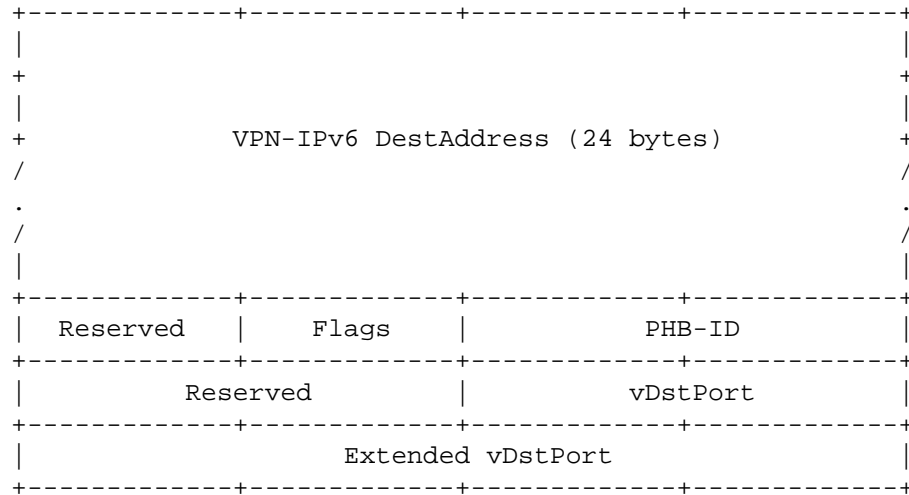 VPN-IPv6 DestAddress (24 bytes)
Reserved Flags PHB-ID
Reserved vDstPort
Extended vDstPort